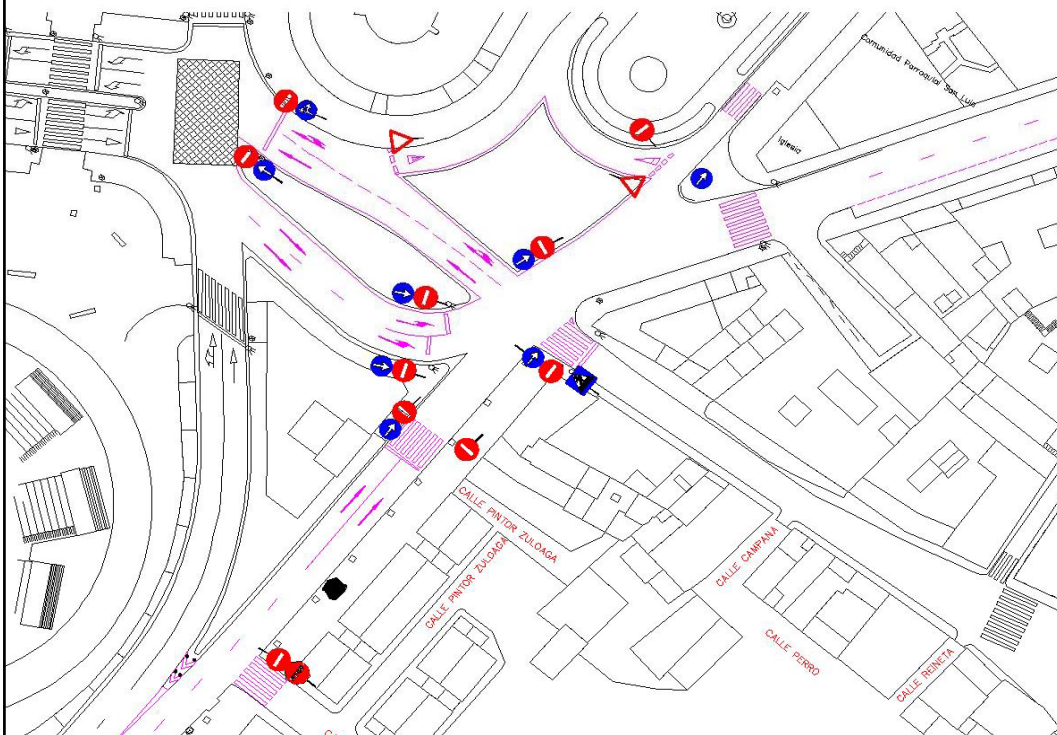 Comunidad Parroquial San Luis
Iglesia
CALLE PINTOR ZULOAGA
CALLE PINTOR ZULOAGA
CALLE CAMPANA
CALLE PERRO
CALLE REINETA